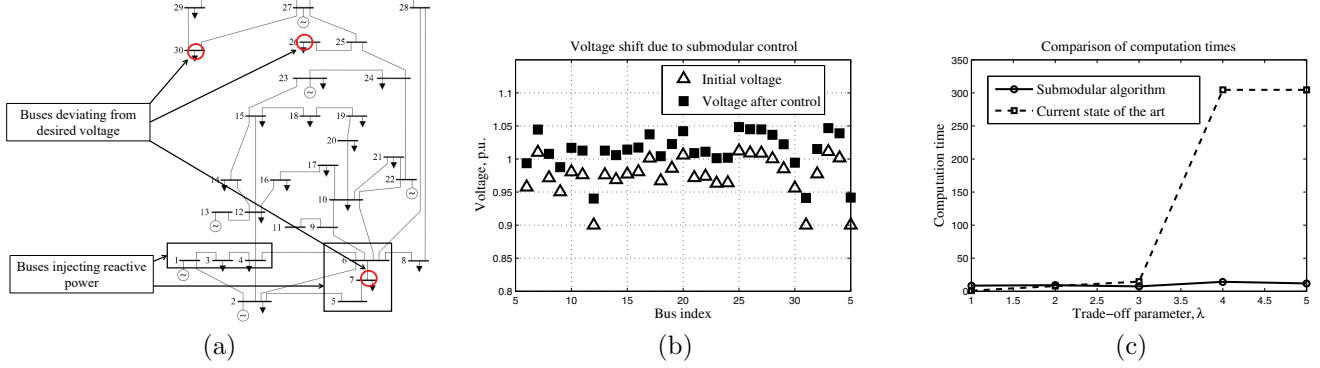 29
27
28
~
30
26
25
23
24
~
Buses deviating from
desired voltage
15
18
19
20
17
21
14
16
22
~
10
13
12
~
11
9
Buses injecting reactive
power
1
3
4
6
8
~
7
2
5
~
(a)
Voltage shift due to submodular control
Initial voltage
Voltage after control
Voltage, p.u.
1.1
1.05
1
0.95
0.9
0.85
0.8
5 10 15 20 25 30 5
Bus index
(b)
Comparison of computation times
Submodular algorithm
Current state of the art
Computation time
350
300
250
200
150
100
50
0
1 1.5 2 2.5 3 3.5 4 4.5 5
Trade−off parameter, λ
(c)